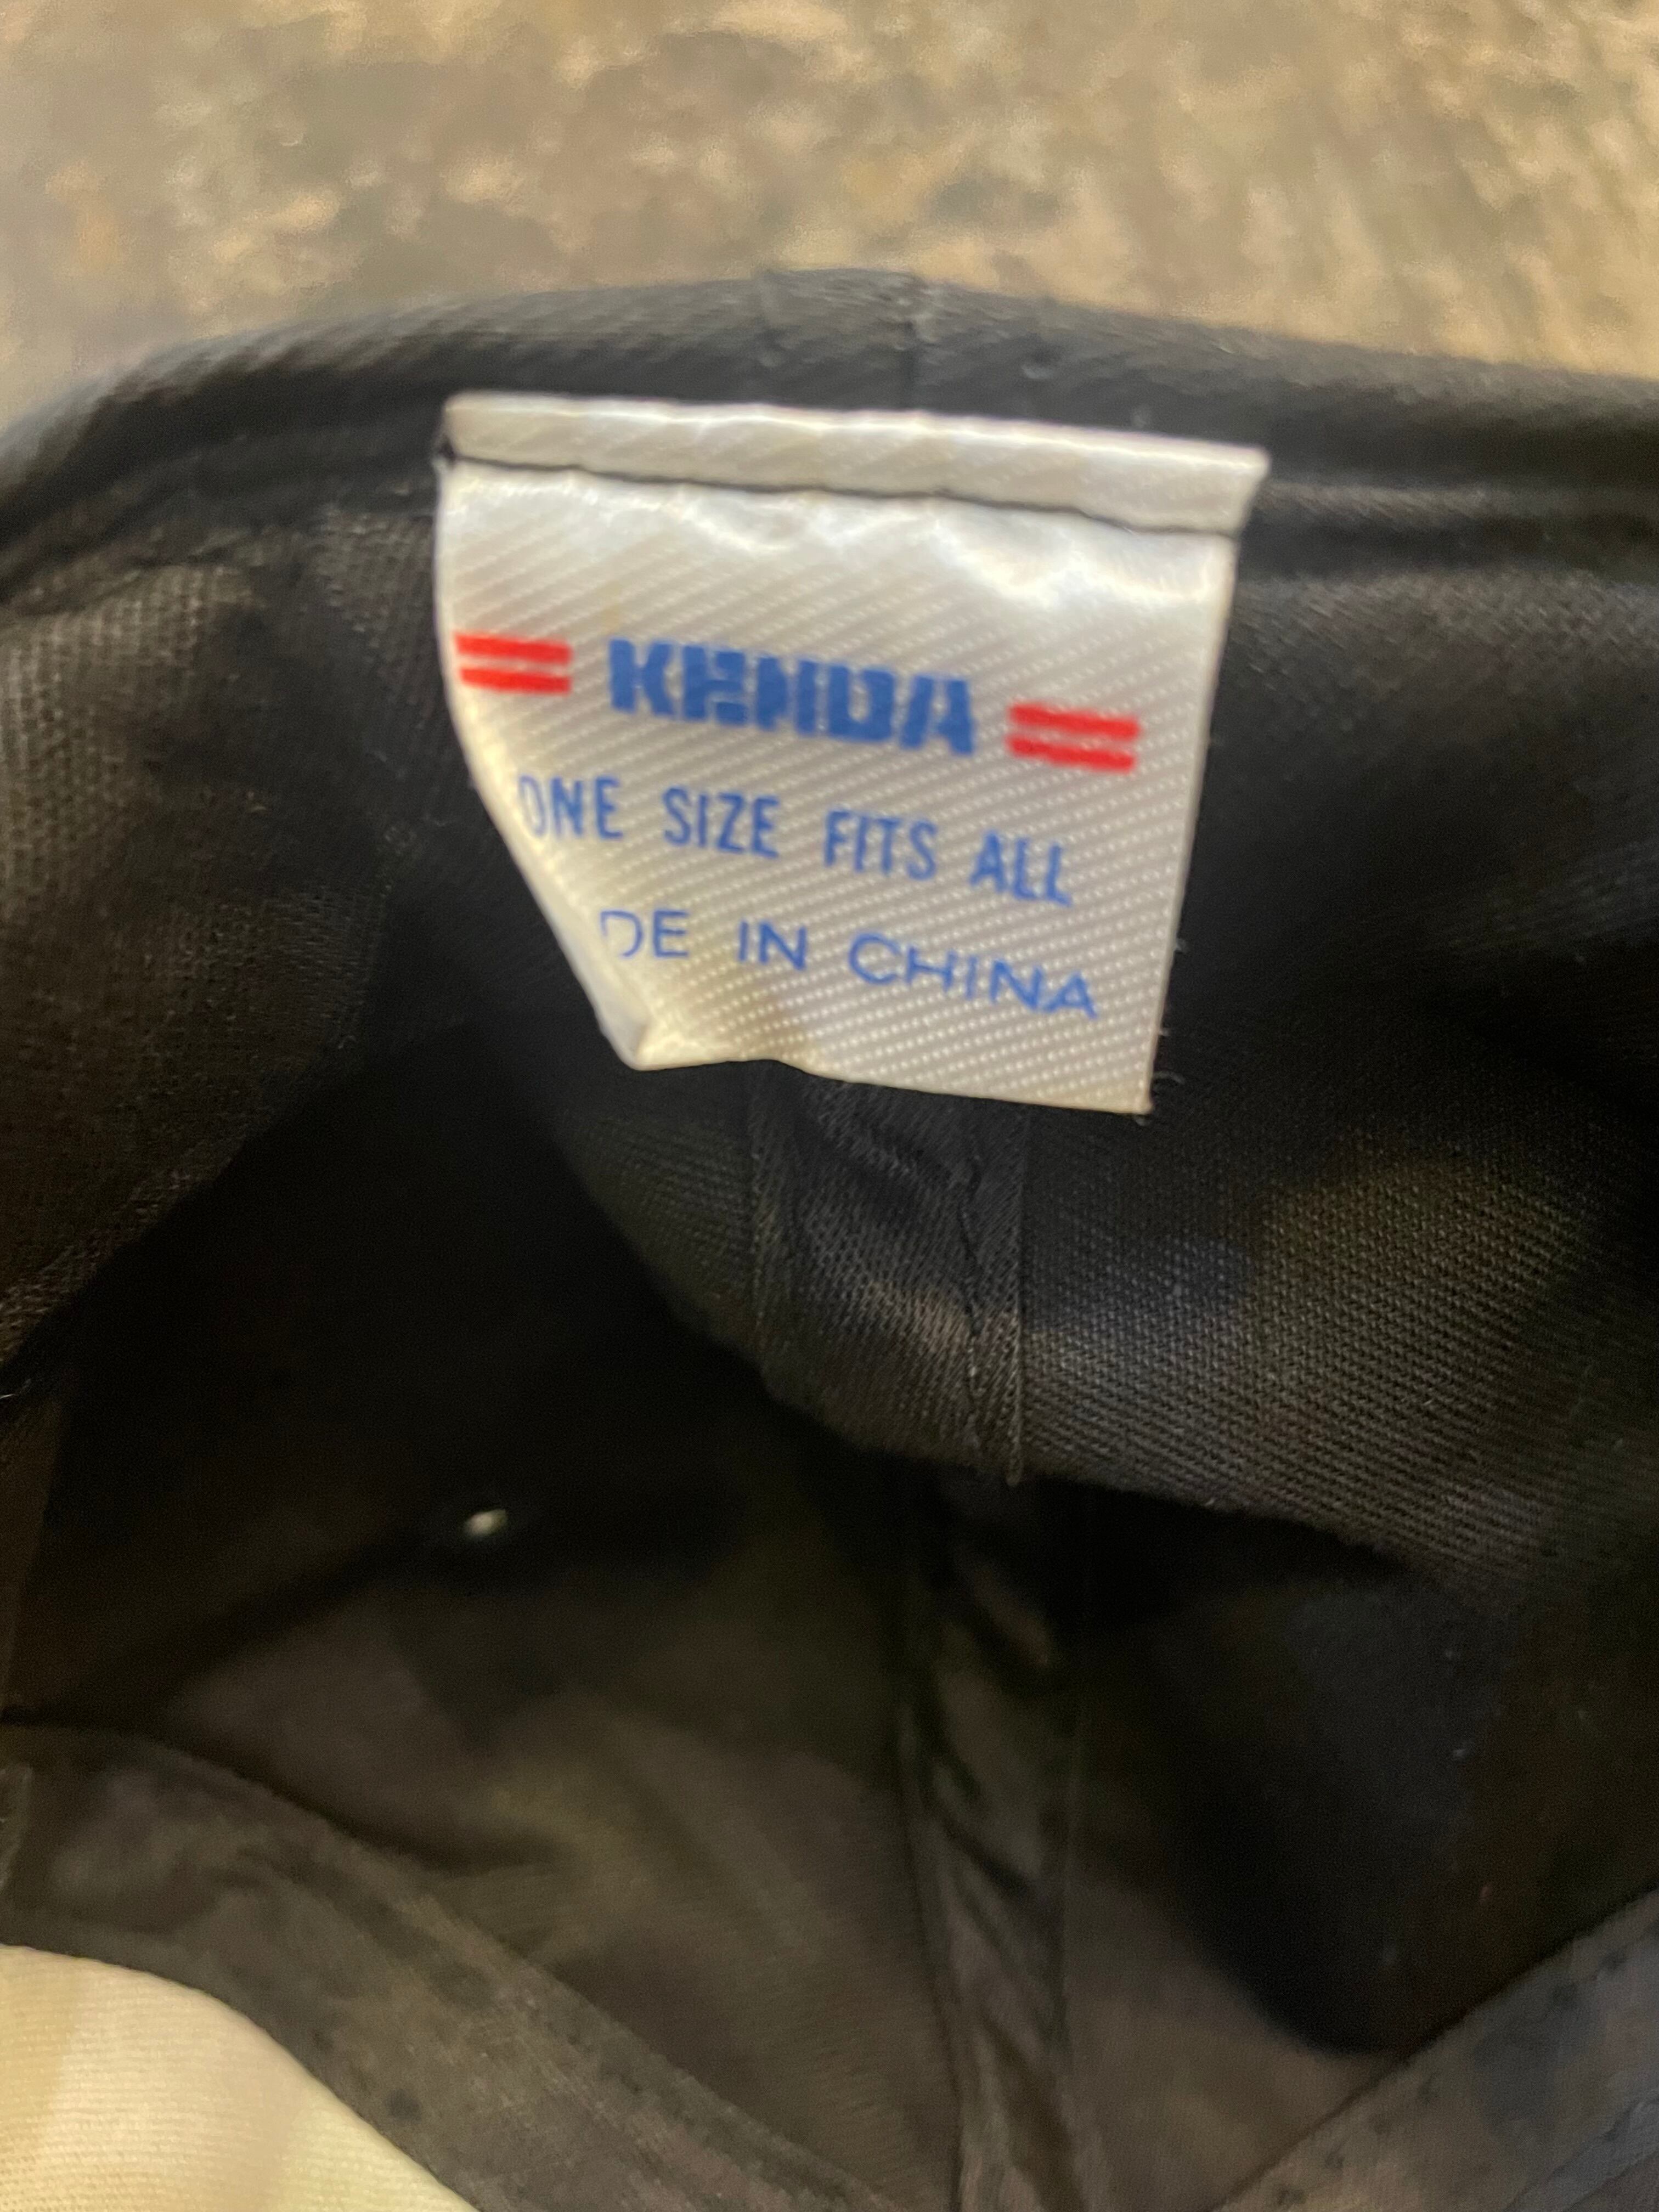 KENDA
ONE SIZE FITS ALL
DE IN CHINA